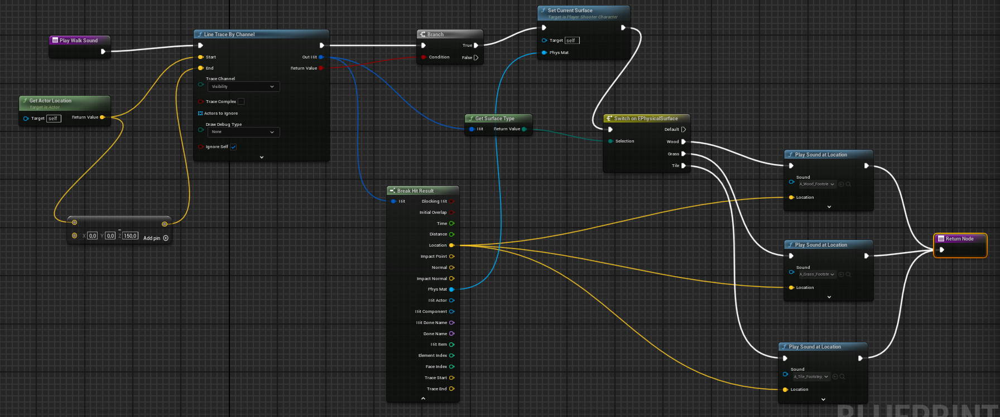 Play Walk Sound
Get Actor Location
Target is Actor
Target self
Return Value
X 0,0 Y 0,0 Z 150,0
Add pin
Line Trace By Channel
Start
Out Hit
End
Return Value
Trace Channel
Visibility
Trace Complex
Actors to Ignore
Draw Debug Type
None
Ignore Self
Branch
True
Condition
False
Set Current Surface
Target is Player Shooter Character
Target self
Phys Mat
Get Surface Type
Hit
Return Value
Switch on EPhysicalSurface
Default
Wood
Selection
Grass
Tile
Break Hit Result
Hit
Blocking Hit
Initial Overlap
Time
Distance
Location
Impact Point
Normal
Impact Normal
Phys Mat
Hit Actor
Hit Component
Hit Bone Name
Bone Name
Hit Item
Element Index
Face Index
Trace Start
Trace End
Play Sound at Location
Sound
A_Wood_Footste
Location
Play Sound at Location
Sound
A_Grass_Footste
Location
Play Sound at Location
Sound
A_Tile_Footstep
Location
Return Node
BLUEPRINT